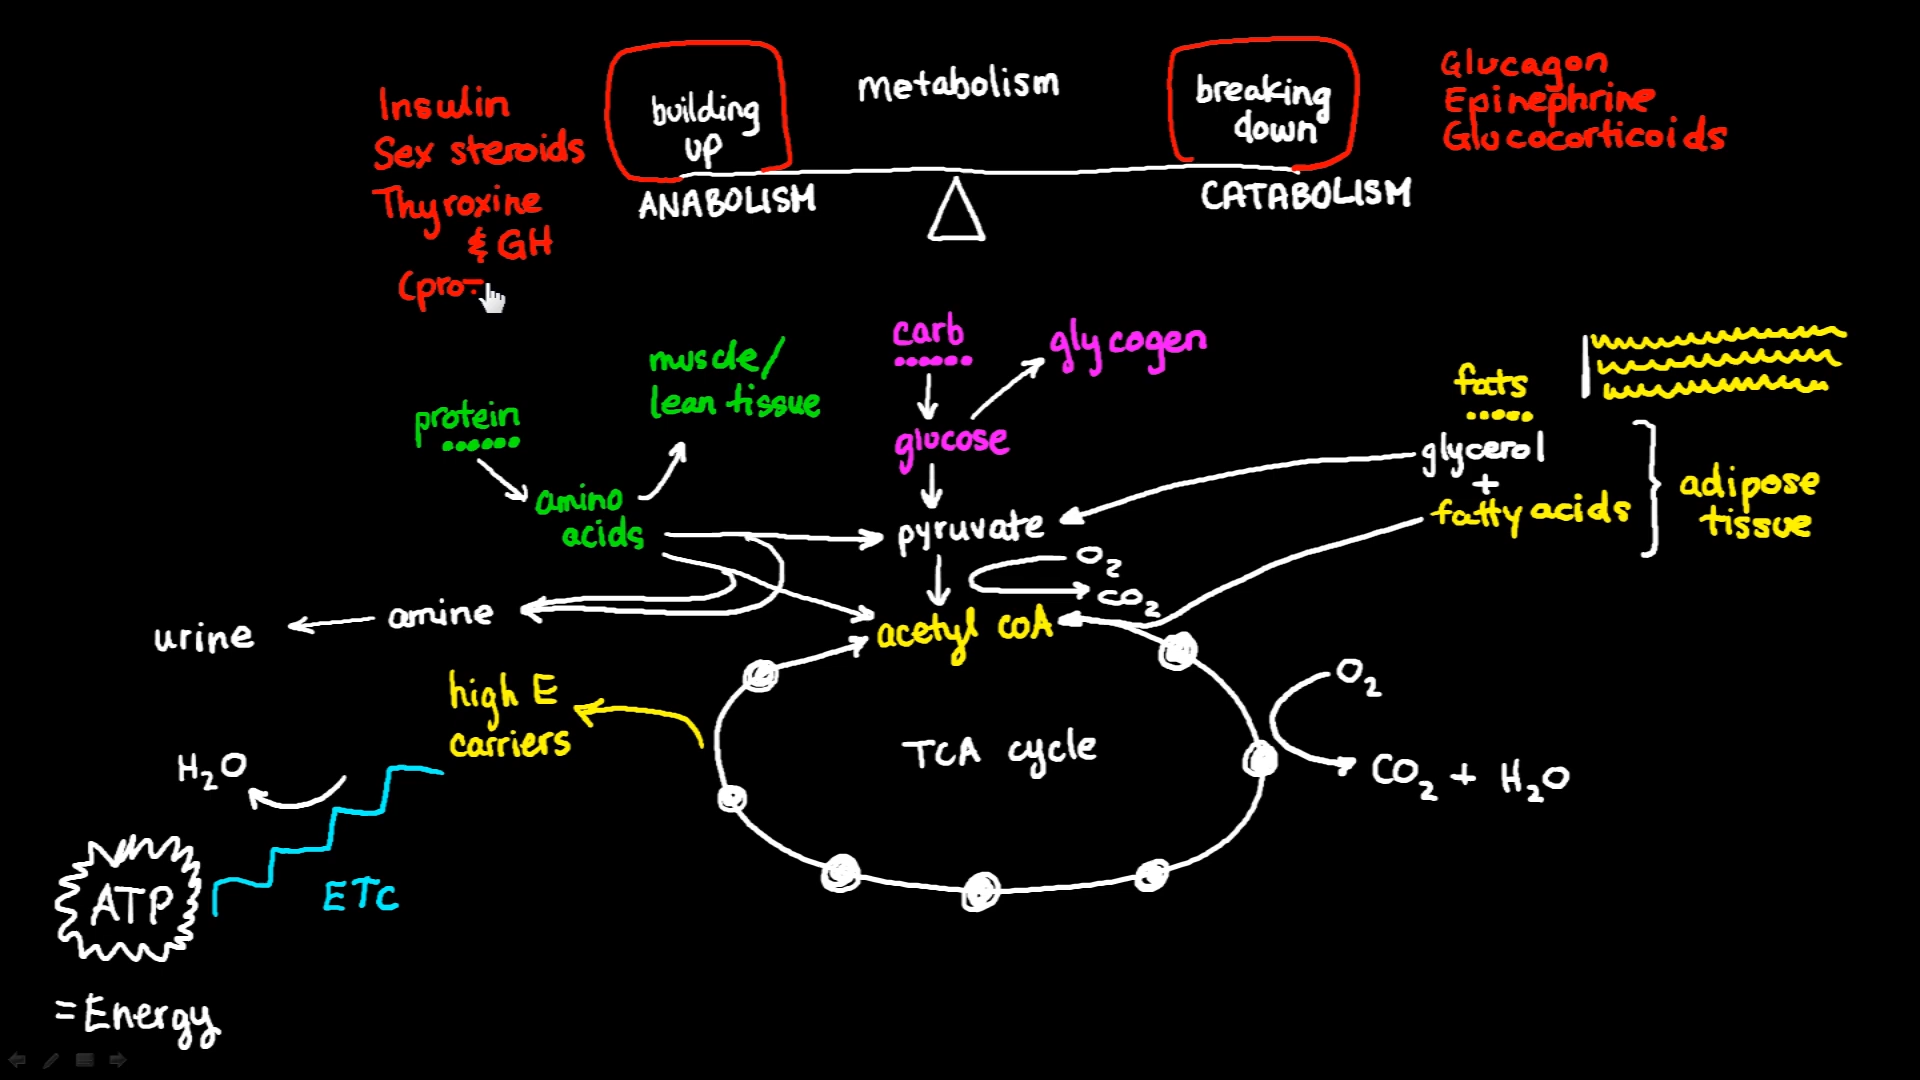 Insulin
Sex steroids
Thyroxine
& GH
building
up
metabolism
breaking
down
Glucagon
Epinephrine
Glucocorticoids
ANABOLISM
CATABOLISM
protein
muscle/
lean tissue
amino
acids
carb
glycogen
glucose
pyruvate
O2
CO2
acetyl coA
fats
glycerol
+
fatty acids
adipose
tissue
urine
amine
high E
carriers
H2O
ETC
ATP
= Energy
TCA cycle
O2
CO2 + H2O